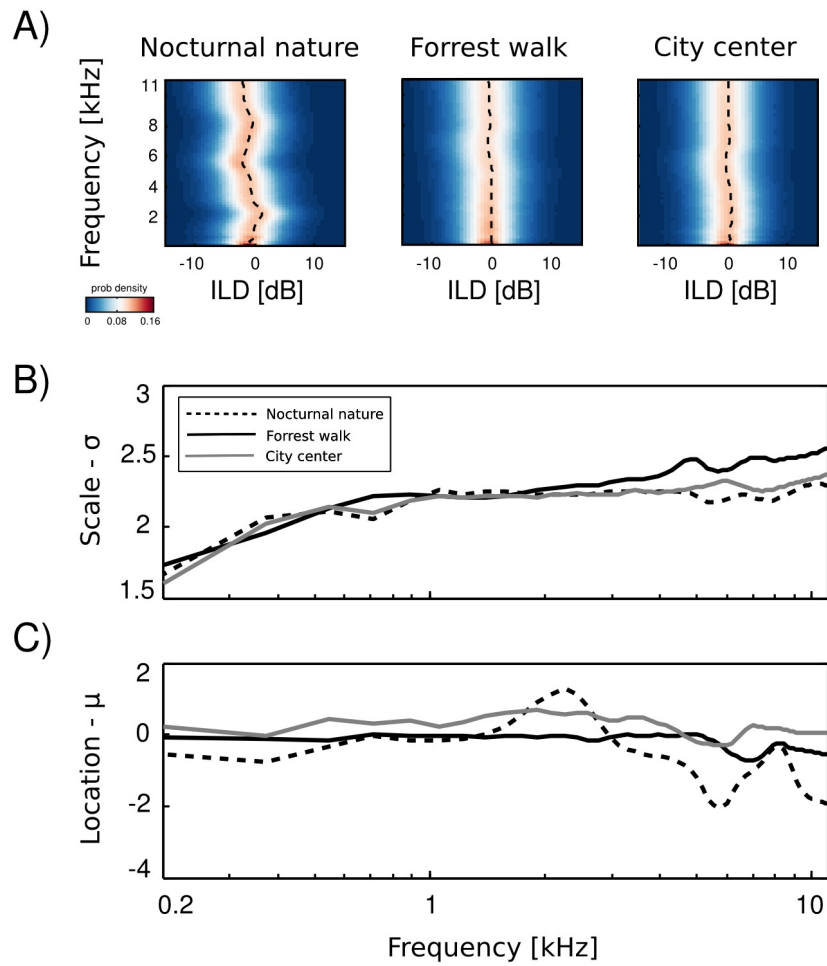 A)
Nocturnal nature
Forrest walk
City center
Frequency [kHz]
11
8
6
4
2
-10 0 10
-10 0 10
-10 0 10
ILD [dB]
ILD [dB]
ILD [dB]
prob density
0 0.08 0.16
B)
Scale - σ
3
2.5
2
1.5
Nocturnal nature
Forrest walk
City center
C)
Location - μ
2
0
-2
-4
0.2 1 10
Frequency [kHz]